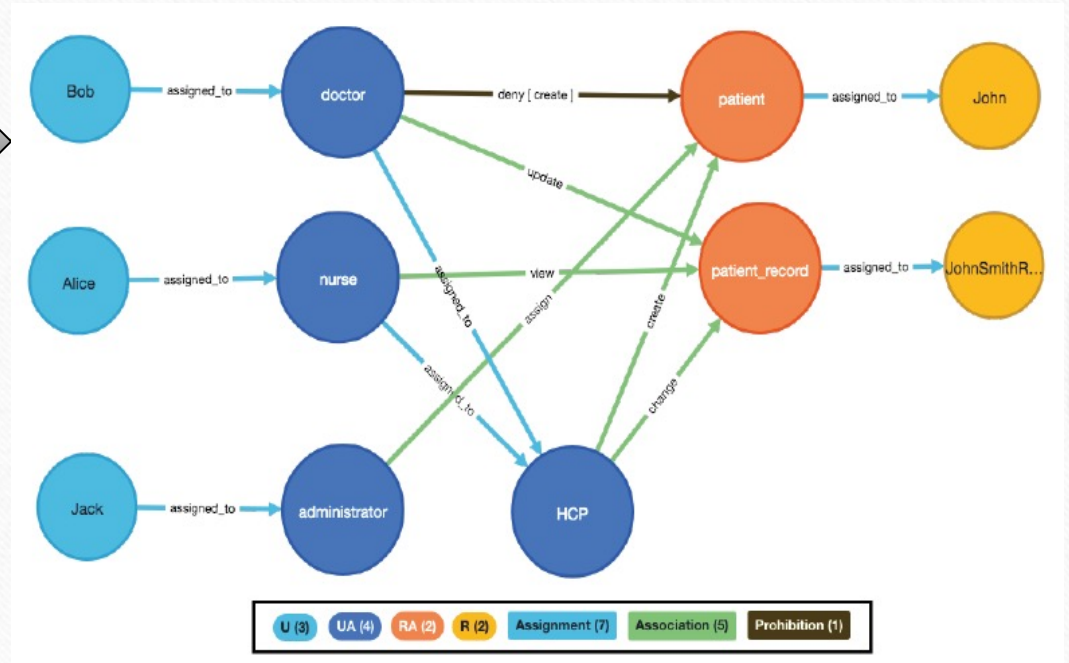 Bob
assigned_to
doctor
deny [ create ]
patient
assigned_to
John
update
Alice
assigned_to
nurse
view
patient_record
assigned_to
JohnSmithR...
assigned_to
assign
create
assigned_to
change
Jack
assigned_to
administrator
HCP
U (3)
UA (4)
RA (2)
R (2)
Assignment (7)
Association (5)
Prohibition (1)